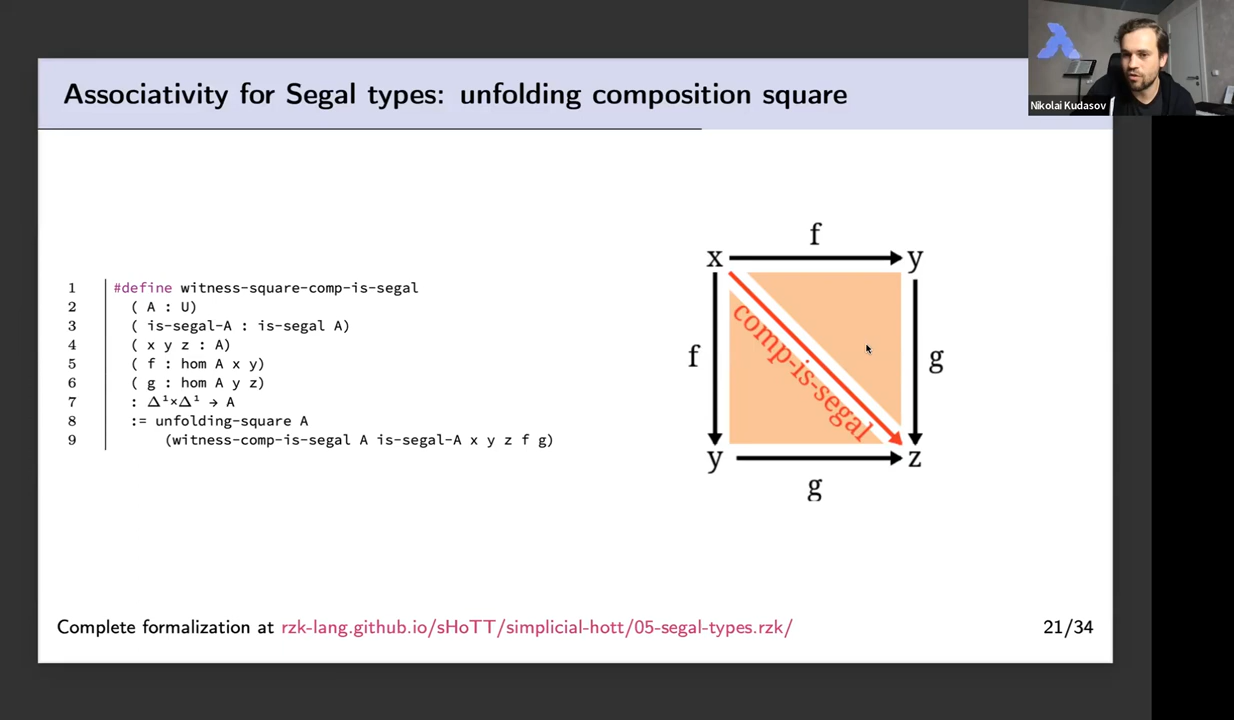 Associativity for Segal types: unfolding composition square
Nikolai Kudasov
1 #define witness-square-comp-is-segal
2 ( A : U)
3 ( is-segal-A : is-segal A)
4 ( x y z : A)
5 ( f : hom A x y)
6 ( g : hom A y z)
7 : Δ¹×Δ¹ → A
8 := unfolding-square A
9 (witness-comp-is-segal A is-segal-A x y z f g)
f
x y
f comp-is-segal g
y z
g
Complete formalization at rzk-lang.github.io/sHoTT/simplicial-hott/05-segal-types.rzk/ 21/34